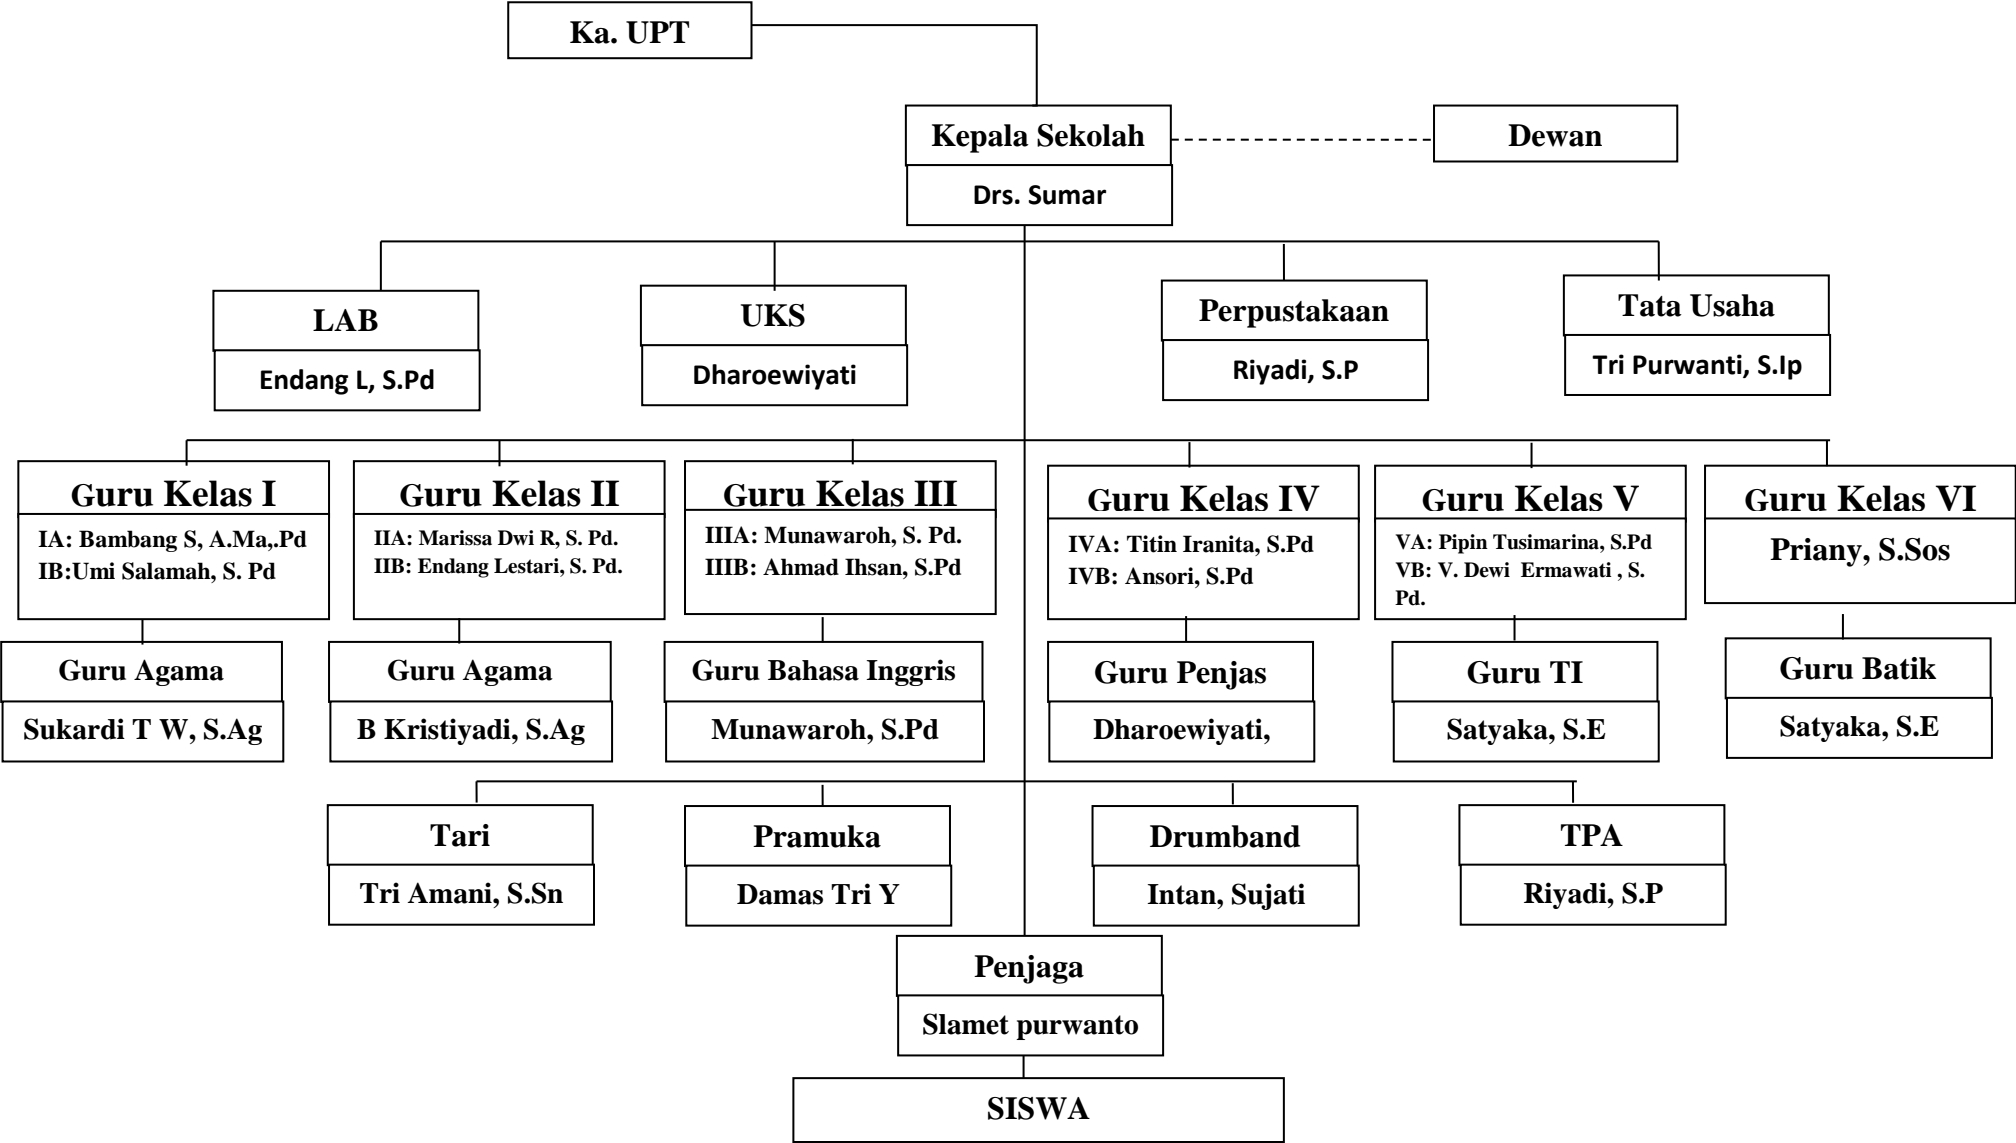 Ka. UPT
Kepala Sekolah
Dewan
Drs. Sumar
LAB
UKS
Perpustakaan
Tata Usaha
Endang L, S.Pd
Dharoewiyati
Riyadi, S.P
Tri Purwanti, S.Ip
Guru Kelas I
IA: Bambang S, A.Ma,.Pd
IB:Umi Salamah, S. Pd
Guru Kelas II
IIA: Marissa Dwi R, S. Pd.
IIB: Endang Lestari, S. Pd.
Guru Kelas III
IIIA: Munawaroh, S. Pd.
IIIB: Ahmad Ihsan, S.Pd
Guru Kelas IV
IVA: Titin Iranita, S.Pd
IVB: Ansori, S.Pd
Guru Kelas V
VA: Pipin Tusimarina, S.Pd
VB: V. Dewi  Ermawati , S.
Pd.
Guru Kelas VI
Priany, S.Sos
Guru Agama
Sukardi T W, S.Ag
Guru Agama
B Kristiyadi, S.Ag
Guru Bahasa Inggris
Munawaroh, S.Pd
Guru Penjas
Dharoewiyati,
Guru TI
Satyaka, S.E
Guru Batik
Satyaka, S.E
Tari
Tri Amani, S.Sn
Pramuka
Damas Tri Y
Drumband
Intan, Sujati
TPA
Riyadi, S.P
Penjaga
Slamet purwanto
SISWA